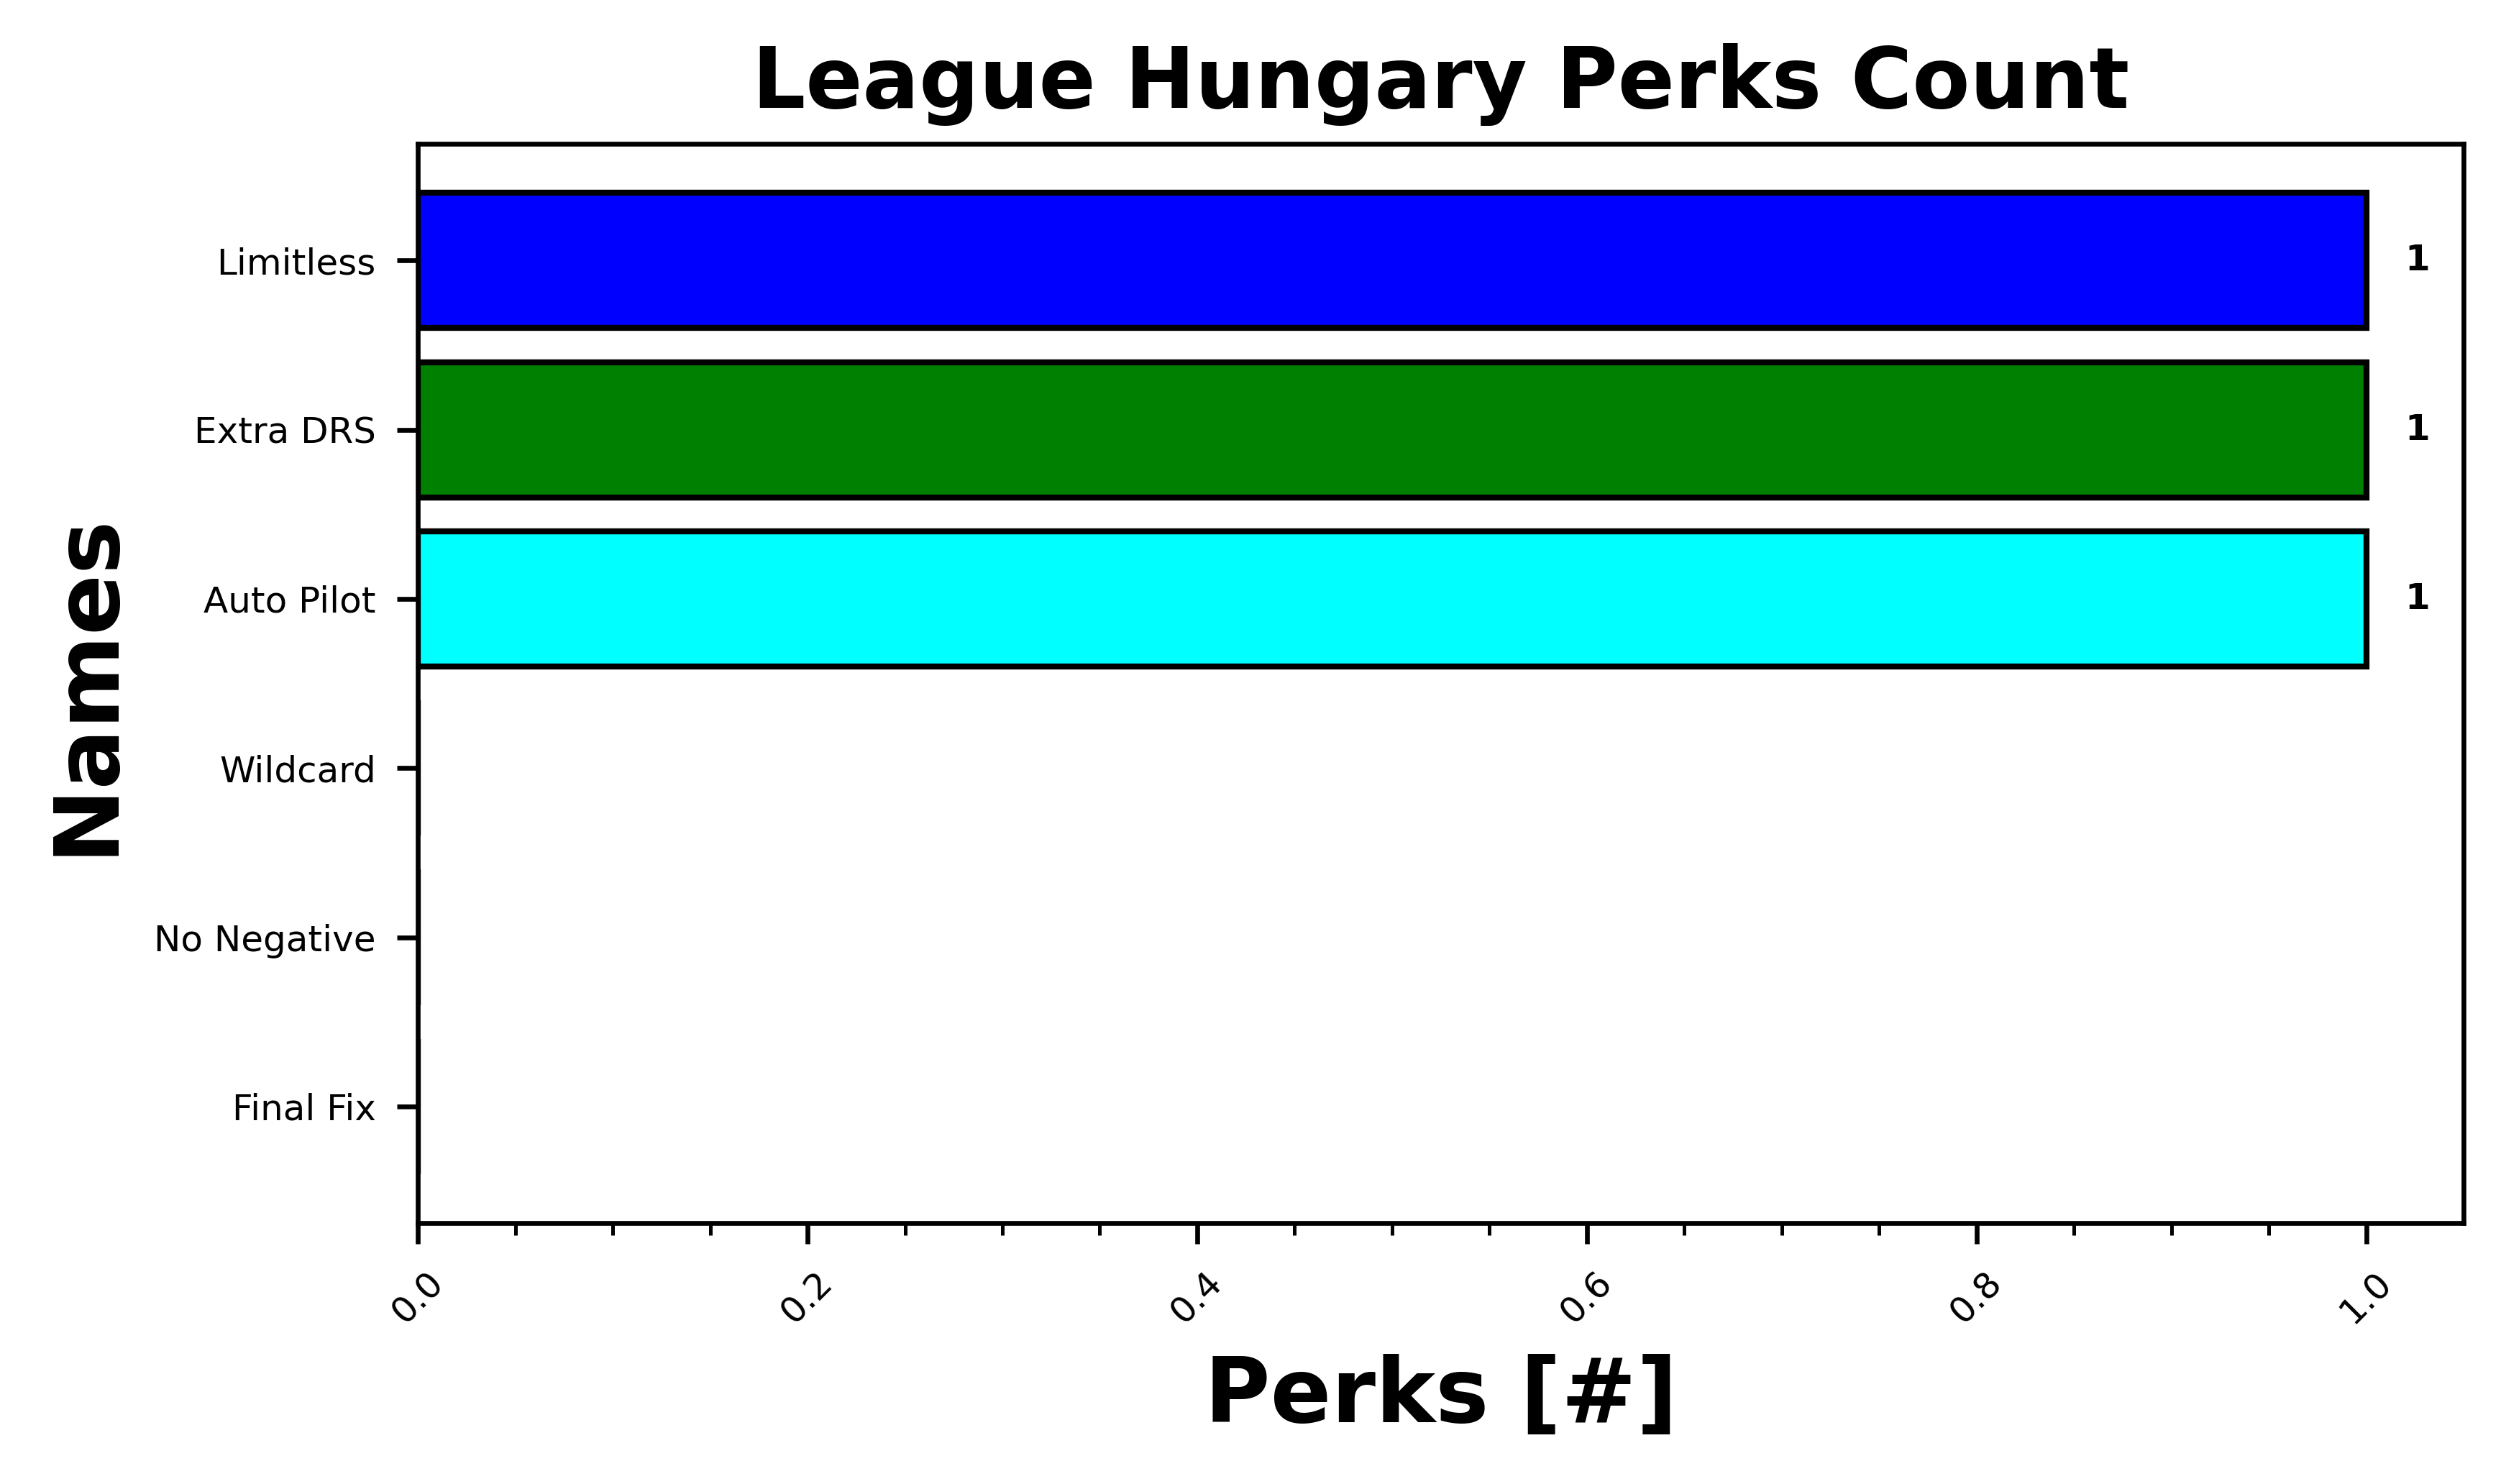 League Hungary Perks Count
Limitless
1
Extra DRS
1
Auto Pilot
1
Wildcard
No Negative
Final Fix
Names
0.0
0.2
0.4
0.6
0.8
1.0
Perks [#]